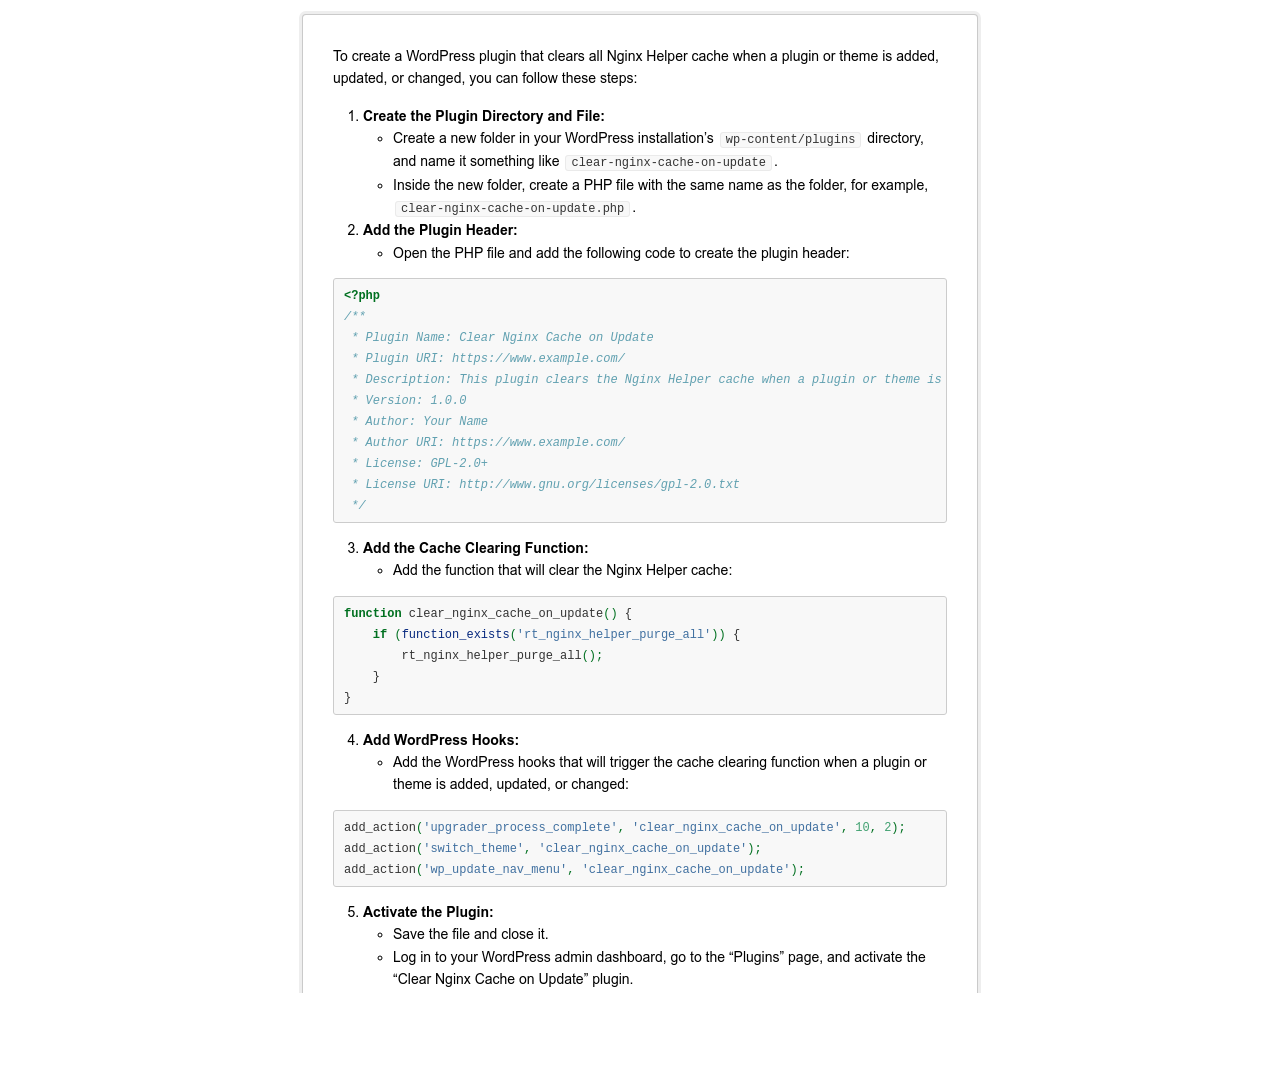 To create a WordPress plugin that clears all Nginx Helper cache when a plugin or theme is added,
updated, or changed, you can follow these steps:
1. Create the Plugin Directory and File:
◦ Create a new folder in your WordPress installation’s wp-content/plugins directory,
and name it something like clear-nginx-cache-on-update .
◦ Inside the new folder, create a PHP file with the same name as the folder, for example,
clear-nginx-cache-on-update.php .
2. Add the Plugin Header:
◦ Open the PHP file and add the following code to create the plugin header:
<?php
/**
 * Plugin Name: Clear Nginx Cache on Update
 * Plugin URI: https://www.example.com/
 * Description: This plugin clears the Nginx Helper cache when a plugin or theme is
 * Version: 1.0.0
 * Author: Your Name
 * Author URI: https://www.example.com/
 * License: GPL-2.0+
 * License URI: http://www.gnu.org/licenses/gpl-2.0.txt
 */
3. Add the Cache Clearing Function:
◦ Add the function that will clear the Nginx Helper cache:
function clear_nginx_cache_on_update() {
    if (function_exists('rt_nginx_helper_purge_all')) {
        rt_nginx_helper_purge_all();
    }
}
4. Add WordPress Hooks:
◦ Add the WordPress hooks that will trigger the cache clearing function when a plugin or
theme is added, updated, or changed:
add_action('upgrader_process_complete', 'clear_nginx_cache_on_update', 10, 2);
add_action('switch_theme', 'clear_nginx_cache_on_update');
add_action('wp_update_nav_menu', 'clear_nginx_cache_on_update');
5. Activate the Plugin:
◦ Save the file and close it.
◦ Log in to your WordPress admin dashboard, go to the “Plugins” page, and activate the
“Clear Nginx Cache on Update” plugin.